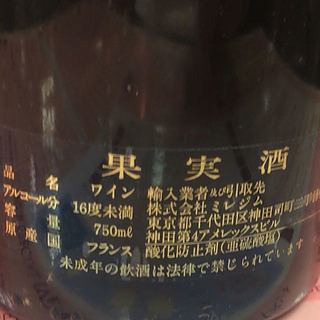 果実酒
品名 ワイン 輸入業者及び引取先
アルコール分 16度未満 株式会社ミレジム
容量 750ml 東京都千代田区神田司町
原産国 フランス 神田第4アメレックスビル
酸化防止剤(亜硫酸塩)
未成年の飲酒は法律で禁じられています